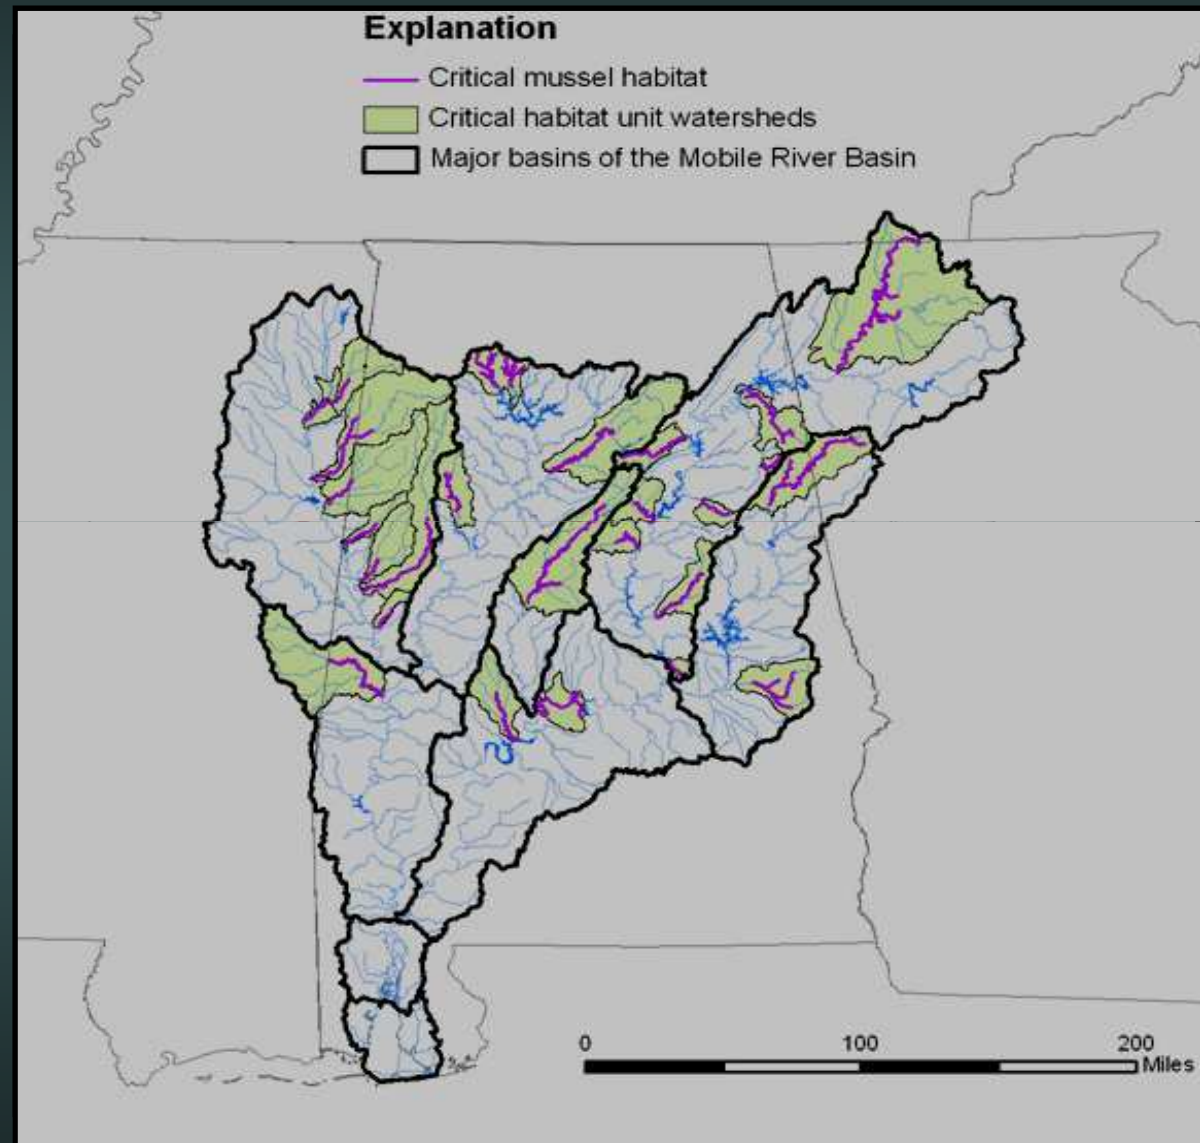 Explanation
Critical mussel habitat
Critical habitat unit watersheds
Major basins of the Mobile River Basin
0 100 200
Miles